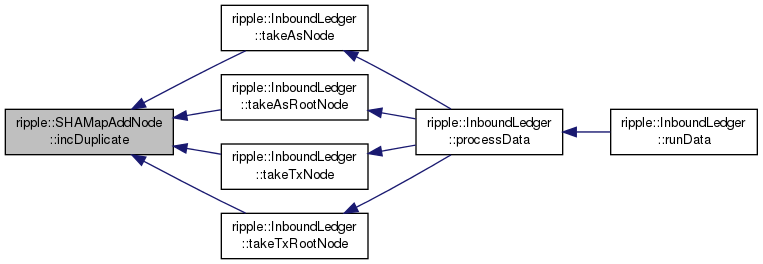 ripple::InboundLedger
::takeAsNode
ripple::InboundLedger
::takeAsRootNode
ripple::SHAMapAddNode
::incDuplicate
ripple::InboundLedger
::processData
ripple::InboundLedger
::runData
ripple::InboundLedger
::takeTxNode
ripple::InboundLedger
::takeTxRootNode